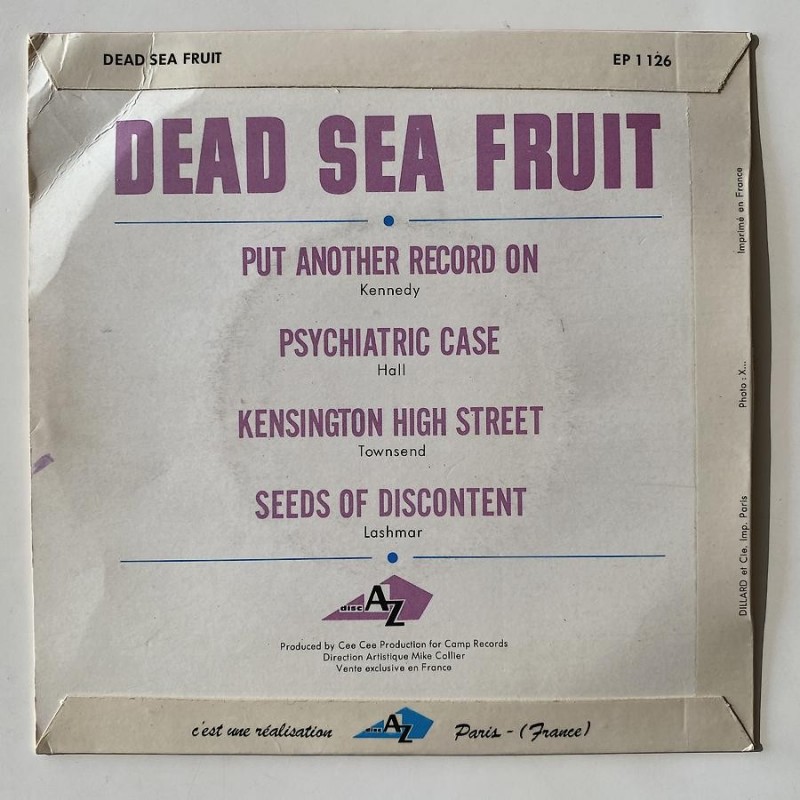 DEAD SEA FRUIT
EP 1126
DEAD SEA FRUIT
PUT ANOTHER RECORD ON
Kennedy
PSYCHIATRIC CASE
Hall
KENSINGTON HIGH STREET
Townsend
SEEDS OF DISCONTENT
Lashmar
disc AZ
Produced by Cee Cee Production for Camp Records
Direction Artistique Mike Collier
Vente exclusive en France
c'est une réalisation disc AZ Paris - (France)
Imprimé en France
Photo : X...
DILLARD et Cie. Imp. Paris